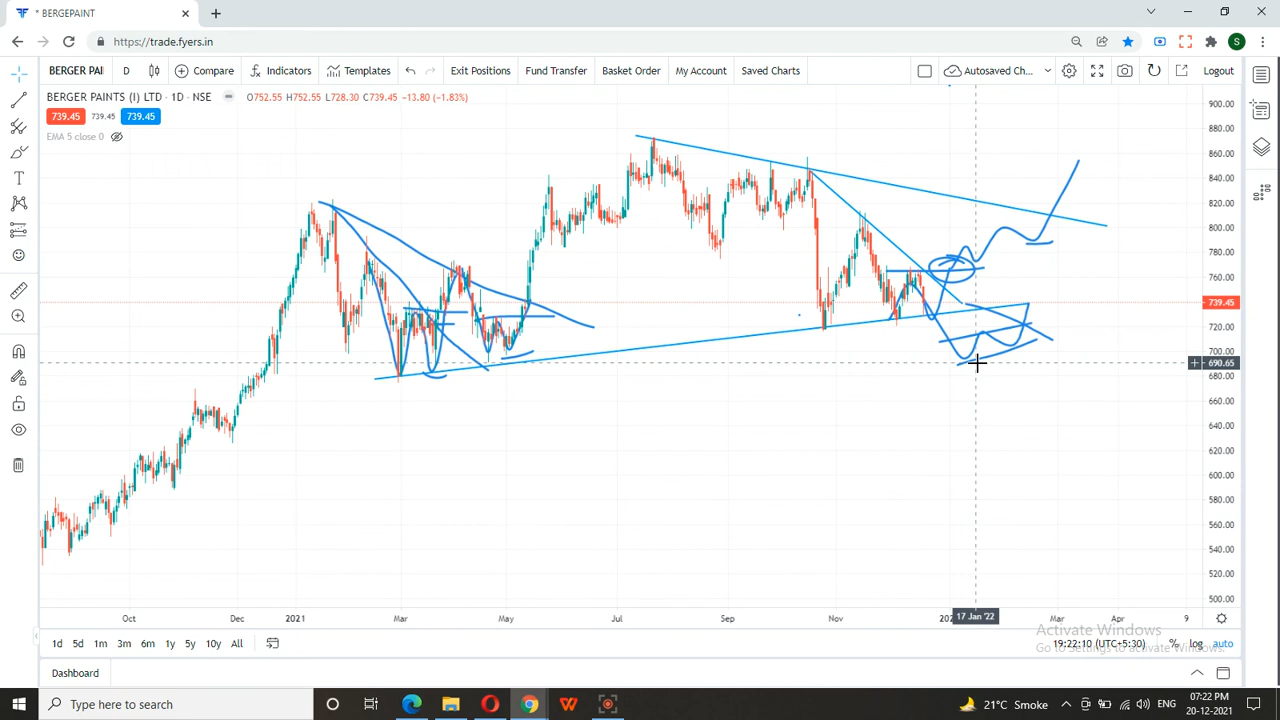 * BERGEPAINT
https://trade.fyers.in
S
BERGER PAI D Compare Indicators Templates Exit Positions Fund Transfer Basket Order My Account Saved Charts Autosaved Ch... Logout
BERGER PAINTS (I) LTD · 1D · NSE O752.55 H752.55 L728.30 C739.45 −13.80 (−1.83%)
739.45 739.45 739.45
EMA 5 close 0
900.00
880.00
860.00
840.00
820.00
800.00
780.00
760.00
739.45
720.00
700.00
690.65
680.00
660.00
640.00
620.00
600.00
580.00
560.00
540.00
520.00
500.00
Oct Dec 2021 Mar May Jul Sep Nov 17 Jan '22 Mar Apr 9
Activate Windows
Go to Settings to activate Windows.
1d 5d 1m 3m 6m 1y 5y 10y All 19:22:10 (UTC+5:30) % log auto
Dashboard
Type here to search
21°C Smoke ENG 07:22 PM
20-12-2021